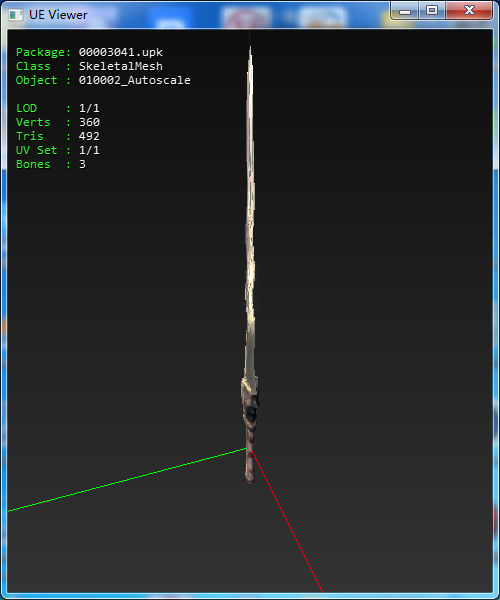 UE Viewer
Package: 00003041.upk
Class : SkeletalMesh
Object : 010002_Autoscale
LOD : 1/1
Verts : 360
Tris : 492
UV Set : 1/1
Bones : 3